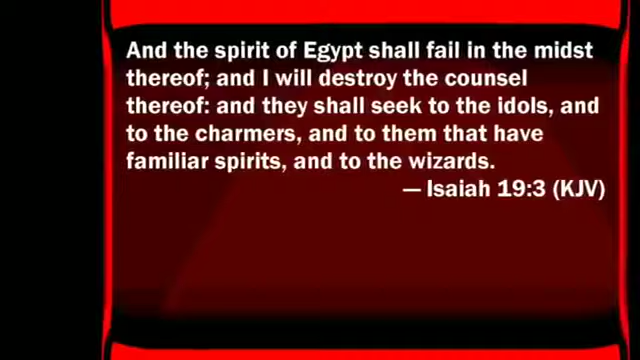 And the spirit of Egypt shall fail in the midst
thereof; and I will destroy the counsel
thereof: and they shall seek to the idols, and
to the charmers, and to them that have
familiar spirits, and to the wizards.
— Isaiah 19:3 (KJV)